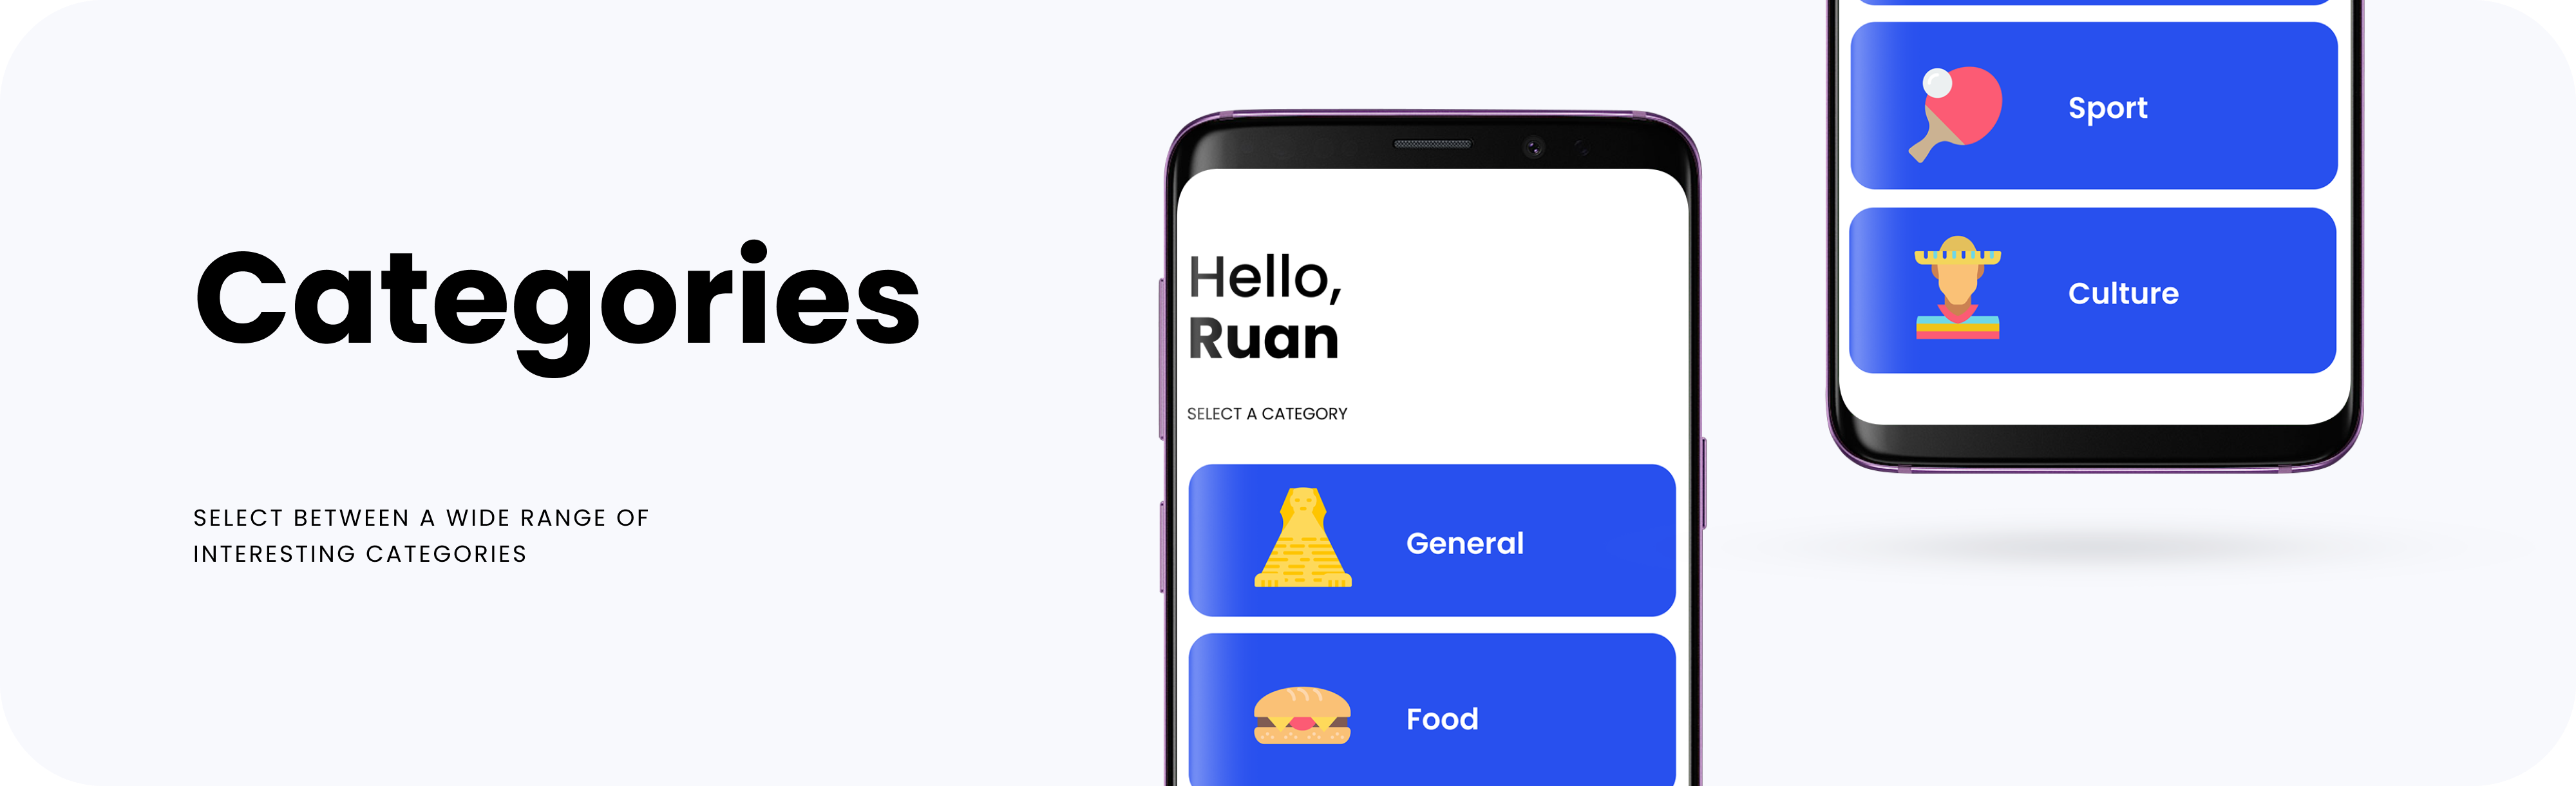 Categories
SELECT BETWEEN A WIDE RANGE OF
INTERESTING CATEGORIES
Hello,
Ruan
SELECT A CATEGORY
General
Food
Sport
Culture